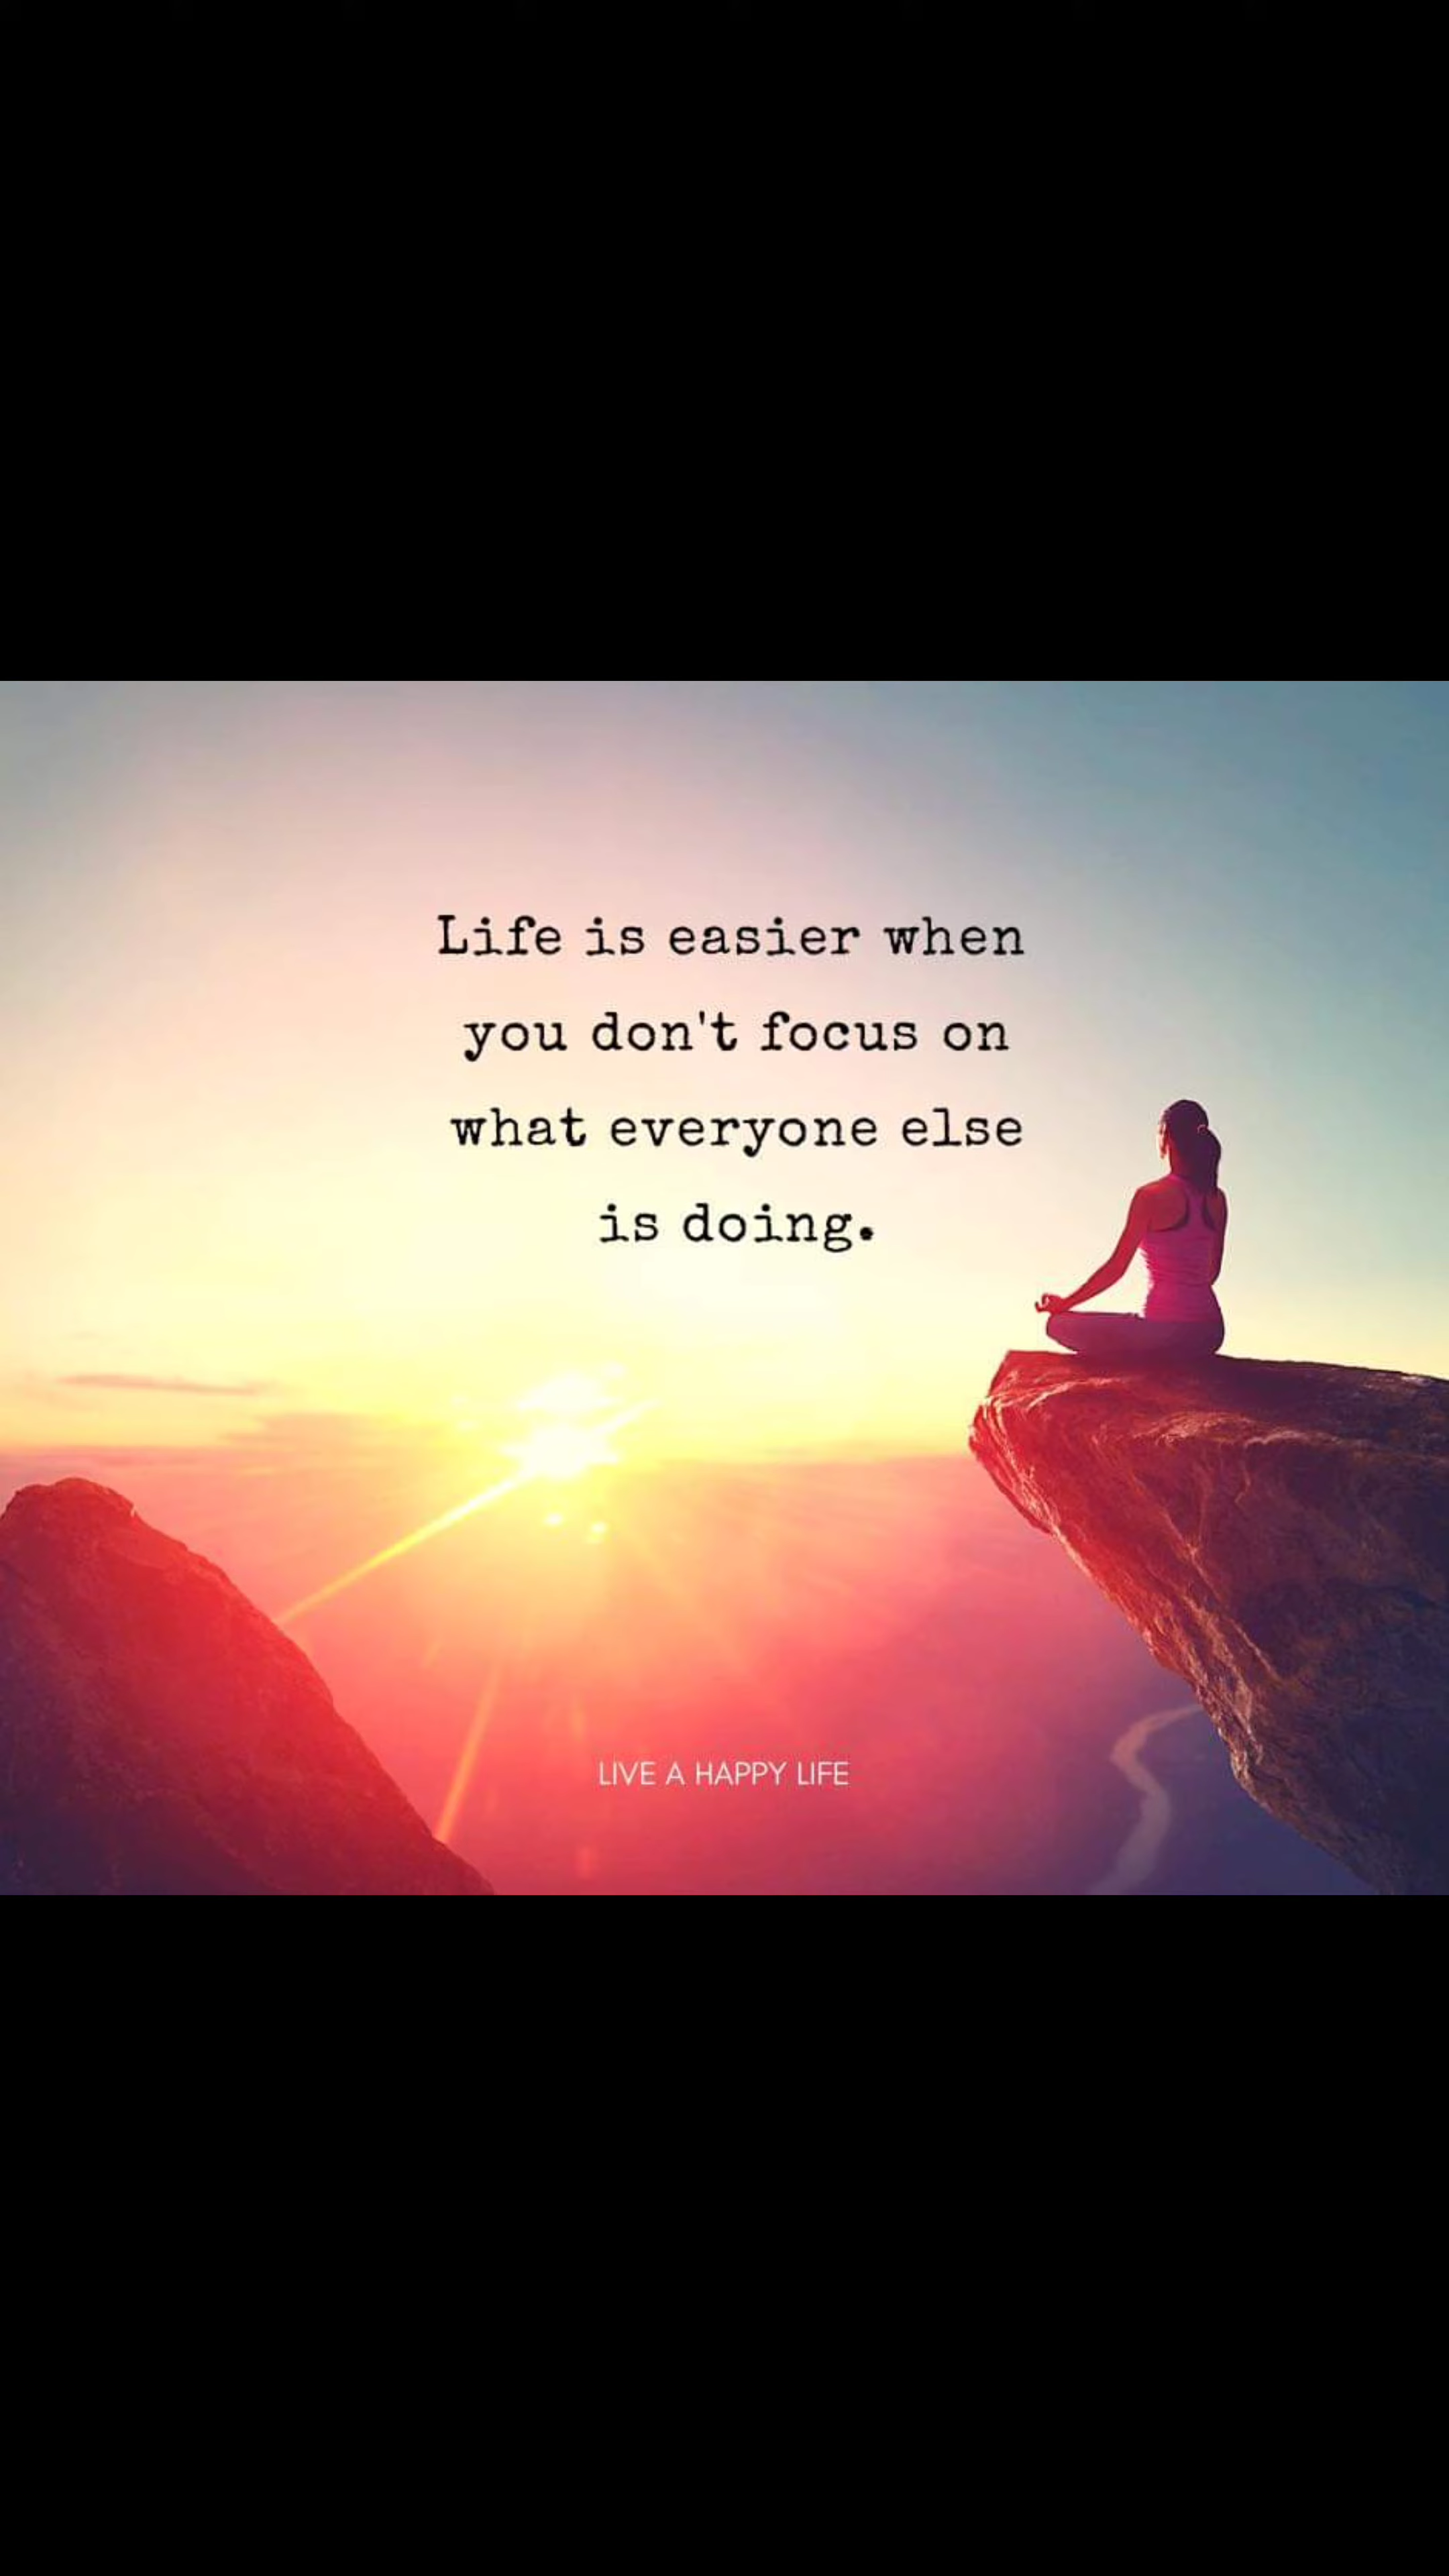 Life is easier when
you don't focus on
what everyone else
is doing.
LIVE A HAPPY LIFE